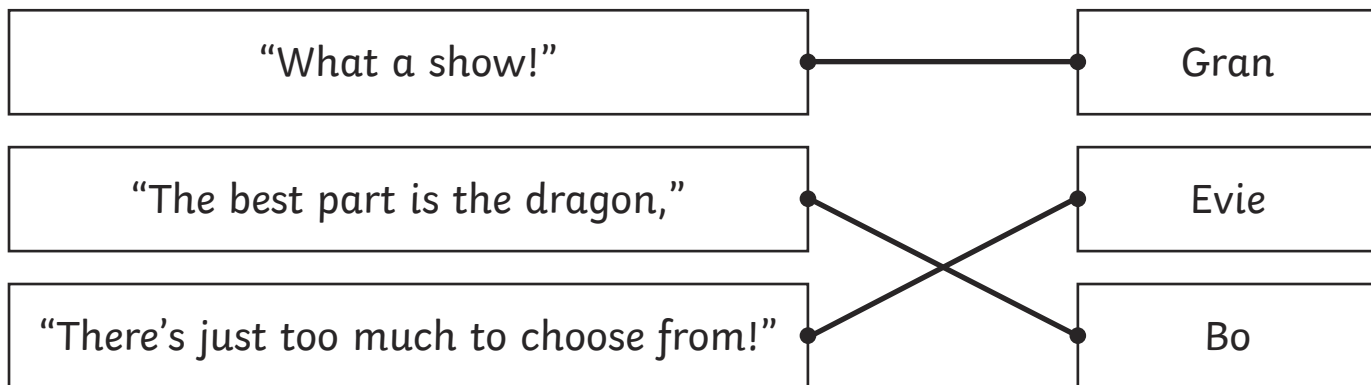 “What a show!” Gran
“The best part is the dragon,” Evie
“There’s just too much to choose from!” Bo